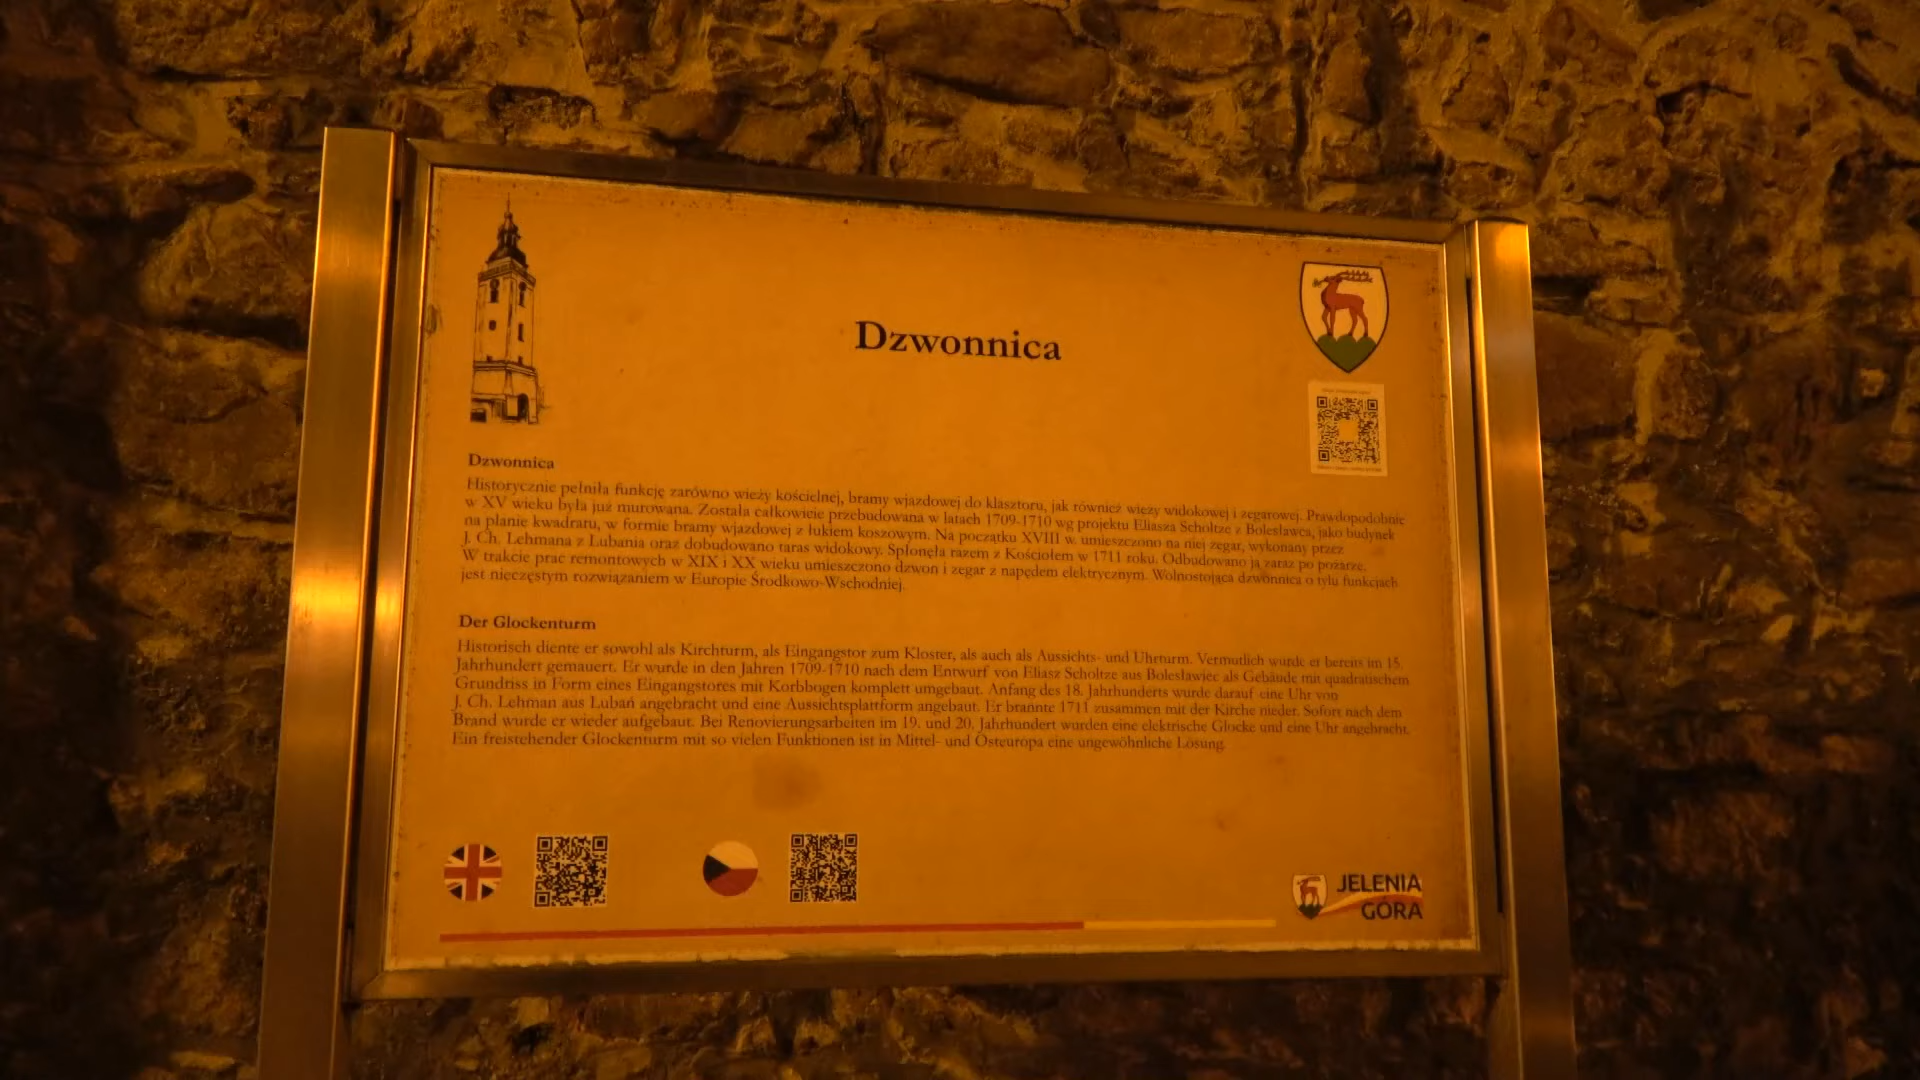 Dzwonnica
Dzwonnica
Historycznie pełniła funkcję zarówno wieży kościelnej, bramy wjazdowej do klasztoru, jak również wieży widokowej i zegarowej. Prawdopodobnie
w XV wieku była już murowana. Została całkowicie przebudowana w latach 1709-1710 wg projektu Eliasza Scholtze z Bolesławca, jako budynek
na planie kwadratu, w formie bramy wjazdowej z łukiem koszowym. Na początku XVIII w. umieszczono na niej zegar, wykonany przez
J. Ch. Lehmana z Lubania oraz dobudowano taras widokowy. Spłonęła razem z Kościołem w 1711 roku. Odbudowano ją zaraz po pożarze.
W trakcie prac remontowych w XIX i XX wieku umieszczono dzwon i zegar z napędem elektrycznym. Wolnostojąca dzwonnica o tylu funkcjach
jest nieczęstym rozwiązaniem w Europie Środkowo-Wschodniej.
Der Glockenturm
Historisch diente er sowohl als Kirchturm, als Eingangstor zum Kloster, als auch als Aussichts- und Uhrturm. Vermutlich wurde er bereits im 15.
Jahrhundert gemauert. Er wurde in den Jahren 1709-1710 nach dem Entwurf von Eliasz Scholtze aus Bolesławiec als Gebäude mit quadratischem
Grundriss in Form eines Eingangstores mit Korbbogen komplett umgebaut. Anfang des 18. Jahrhunderts wurde darauf eine Uhr von
J. Ch. Lehman aus Lubań angebracht und eine Aussichtsplattform angebaut. Er brannte 1711 zusammen mit der Kirche nieder. Sofort nach dem
Brand wurde er wieder aufgebaut. Bei Renovierungsarbeiten im 19. und 20. Jahrhundert wurden eine elektrische Glocke und eine Uhr angebracht.
Ein freistehender Glockenturm mit so vielen Funktionen ist in Mittel- und Osteuropa eine ungewöhnliche Lösung.
JELENIA
GÓRA